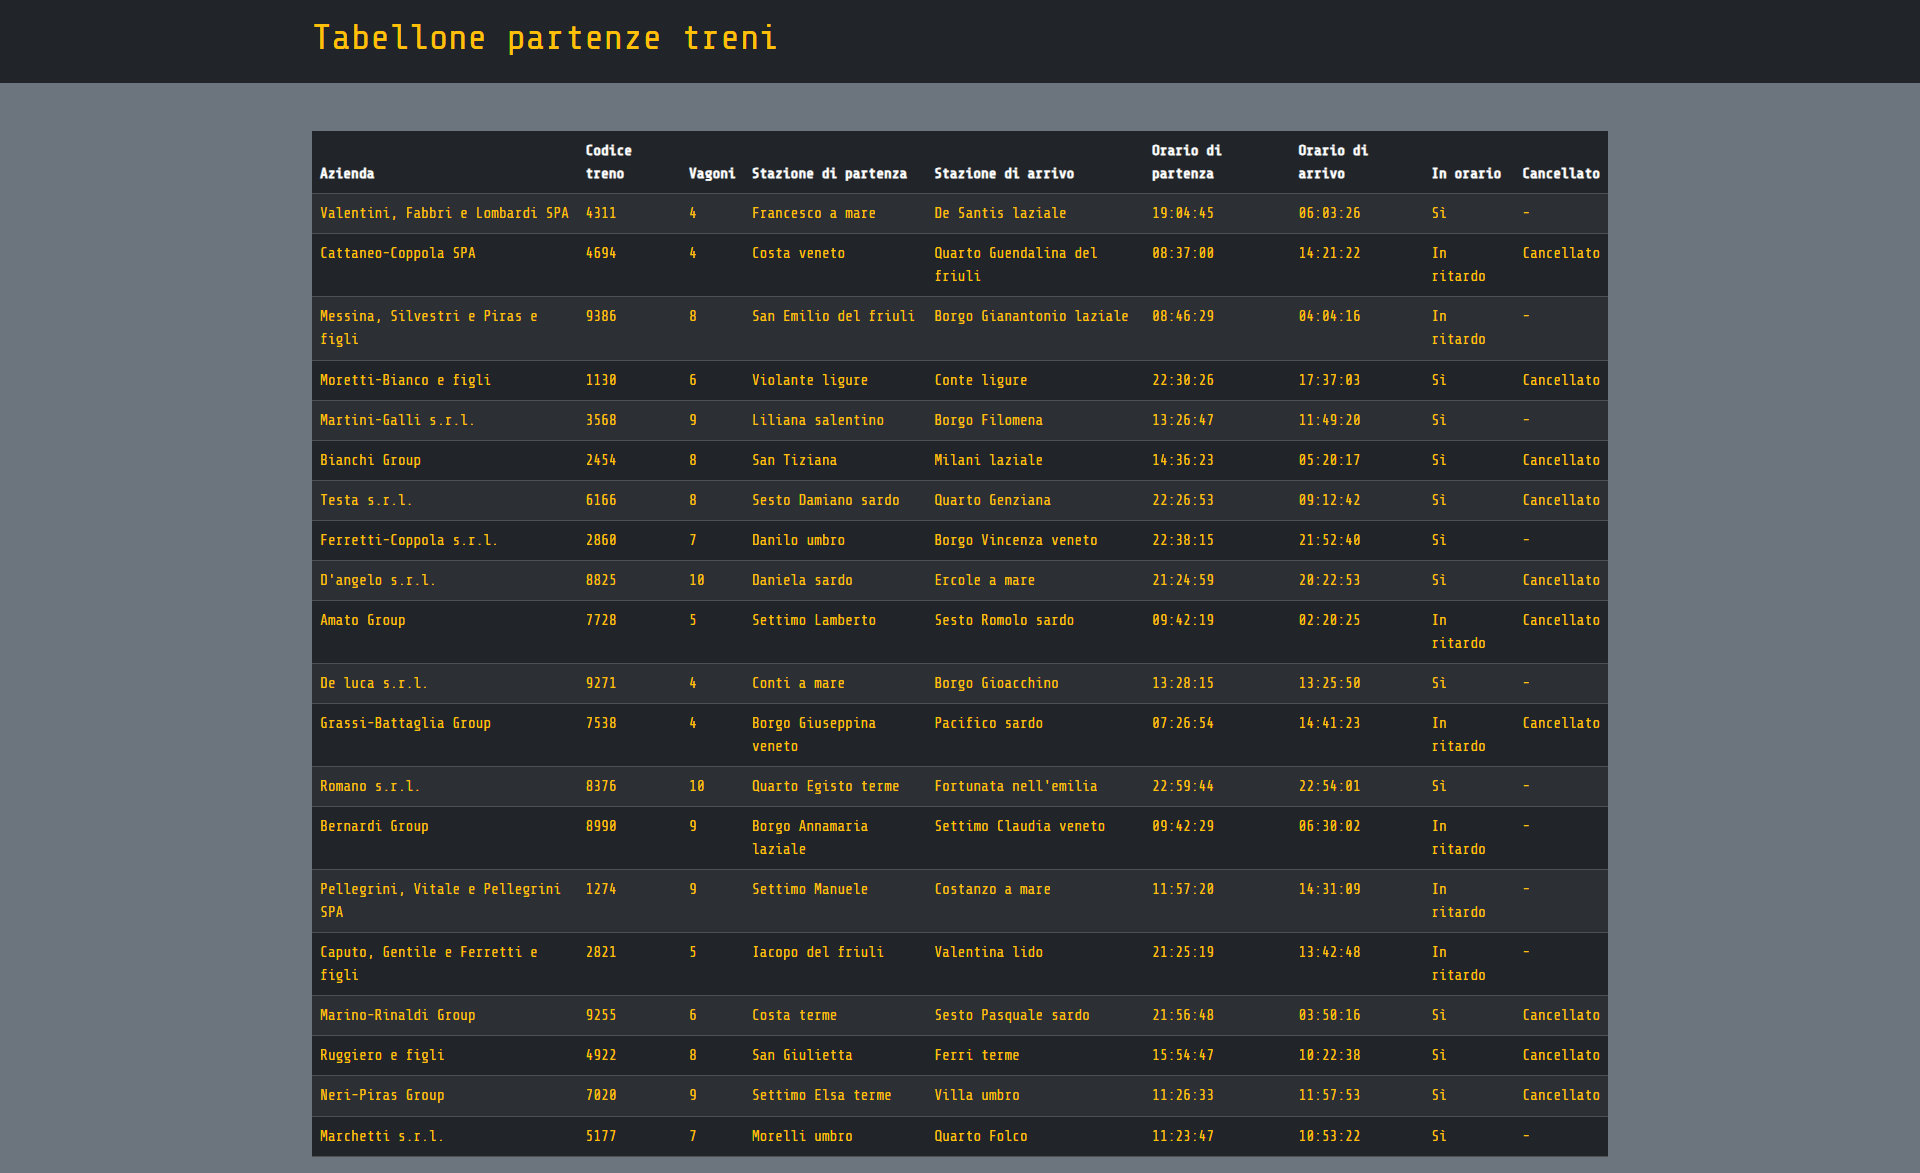 Tabellone partenze treni
Azienda Codice treno Vagoni Stazione di partenza Stazione di arrivo Orario di partenza Orario di arrivo In orario Cancellato
Valentini, Fabbri e Lombardi SPA 4311 4 Francesco a mare De Santis laziale 19:04:45 06:03:26 Sì -
Cattaneo-Coppola SPA 4694 4 Costa veneto Quarto Guendalina del friuli 08:37:00 14:21:22 In ritardo Cancellato
Messina, Silvestri e Piras e figli 9386 8 San Emilio del friuli Borgo Gianantonio laziale 08:46:29 04:04:16 In ritardo -
Moretti-Bianco e figli 1130 6 Violante ligure Conte ligure 22:30:26 17:37:03 Sì Cancellato
Martini-Galli s.r.l. 3568 9 Liliana salentino Borgo Filomena 13:26:47 11:49:20 Sì -
Bianchi Group 2454 8 San Tiziana Milani laziale 14:36:23 05:20:17 Sì Cancellato
Testa s.r.l. 6166 8 Sesto Damiano sardo Quarto Genziana 22:26:53 09:12:42 Sì Cancellato
Ferretti-Coppola s.r.l. 2860 7 Danilo umbro Borgo Vincenza veneto 22:38:15 21:52:40 Sì -
D'angelo s.r.l. 8825 10 Daniela sardo Ercole a mare 21:24:59 20:22:53 Sì Cancellato
Amato Group 7728 5 Settimo Lamberto Sesto Romolo sardo 09:42:19 02:20:25 In ritardo Cancellato
De luca s.r.l. 9271 4 Conti a mare Borgo Gioacchino 13:28:15 13:25:50 Sì -
Grassi-Battaglia Group 7538 4 Borgo Giuseppina veneto Pacifico sardo 07:26:54 14:41:23 In ritardo Cancellato
Romano s.r.l. 8376 10 Quarto Egisto terme Fortunata nell'emilia 22:59:44 22:54:01 Sì -
Bernardi Group 8990 9 Borgo Annamaria laziale Settimo Claudia veneto 09:42:29 06:30:02 In ritardo -
Pellegrini, Vitale e Pellegrini SPA 1274 9 Settimo Manuele Costanzo a mare 11:57:20 14:31:09 In ritardo -
Caputo, Gentile e Ferretti e figli 2821 5 Iacopo del friuli Valentina lido 21:25:19 13:42:48 In ritardo -
Marino-Rinaldi Group 9255 6 Costa terme Sesto Pasquale sardo 21:56:48 03:50:16 Sì Cancellato
Ruggiero e figli 4922 8 San Giulietta Ferri terme 15:54:47 10:22:38 Sì Cancellato
Neri-Piras Group 7020 9 Settimo Elsa terme Villa umbro 11:26:33 11:57:53 Sì Cancellato
Marchetti s.r.l. 5177 7 Morelli umbro Quarto Folco 11:23:47 10:53:22 Sì -